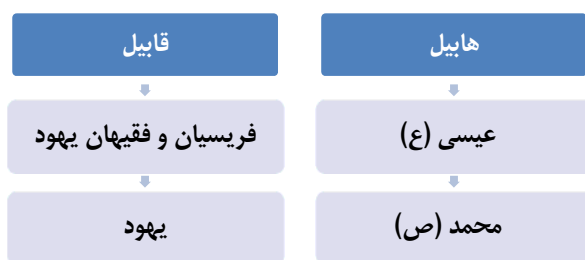 هابیل
قابیل
عیسی (ع)
فریسیان و فقیهان یهود
محمد (ص)
یهود